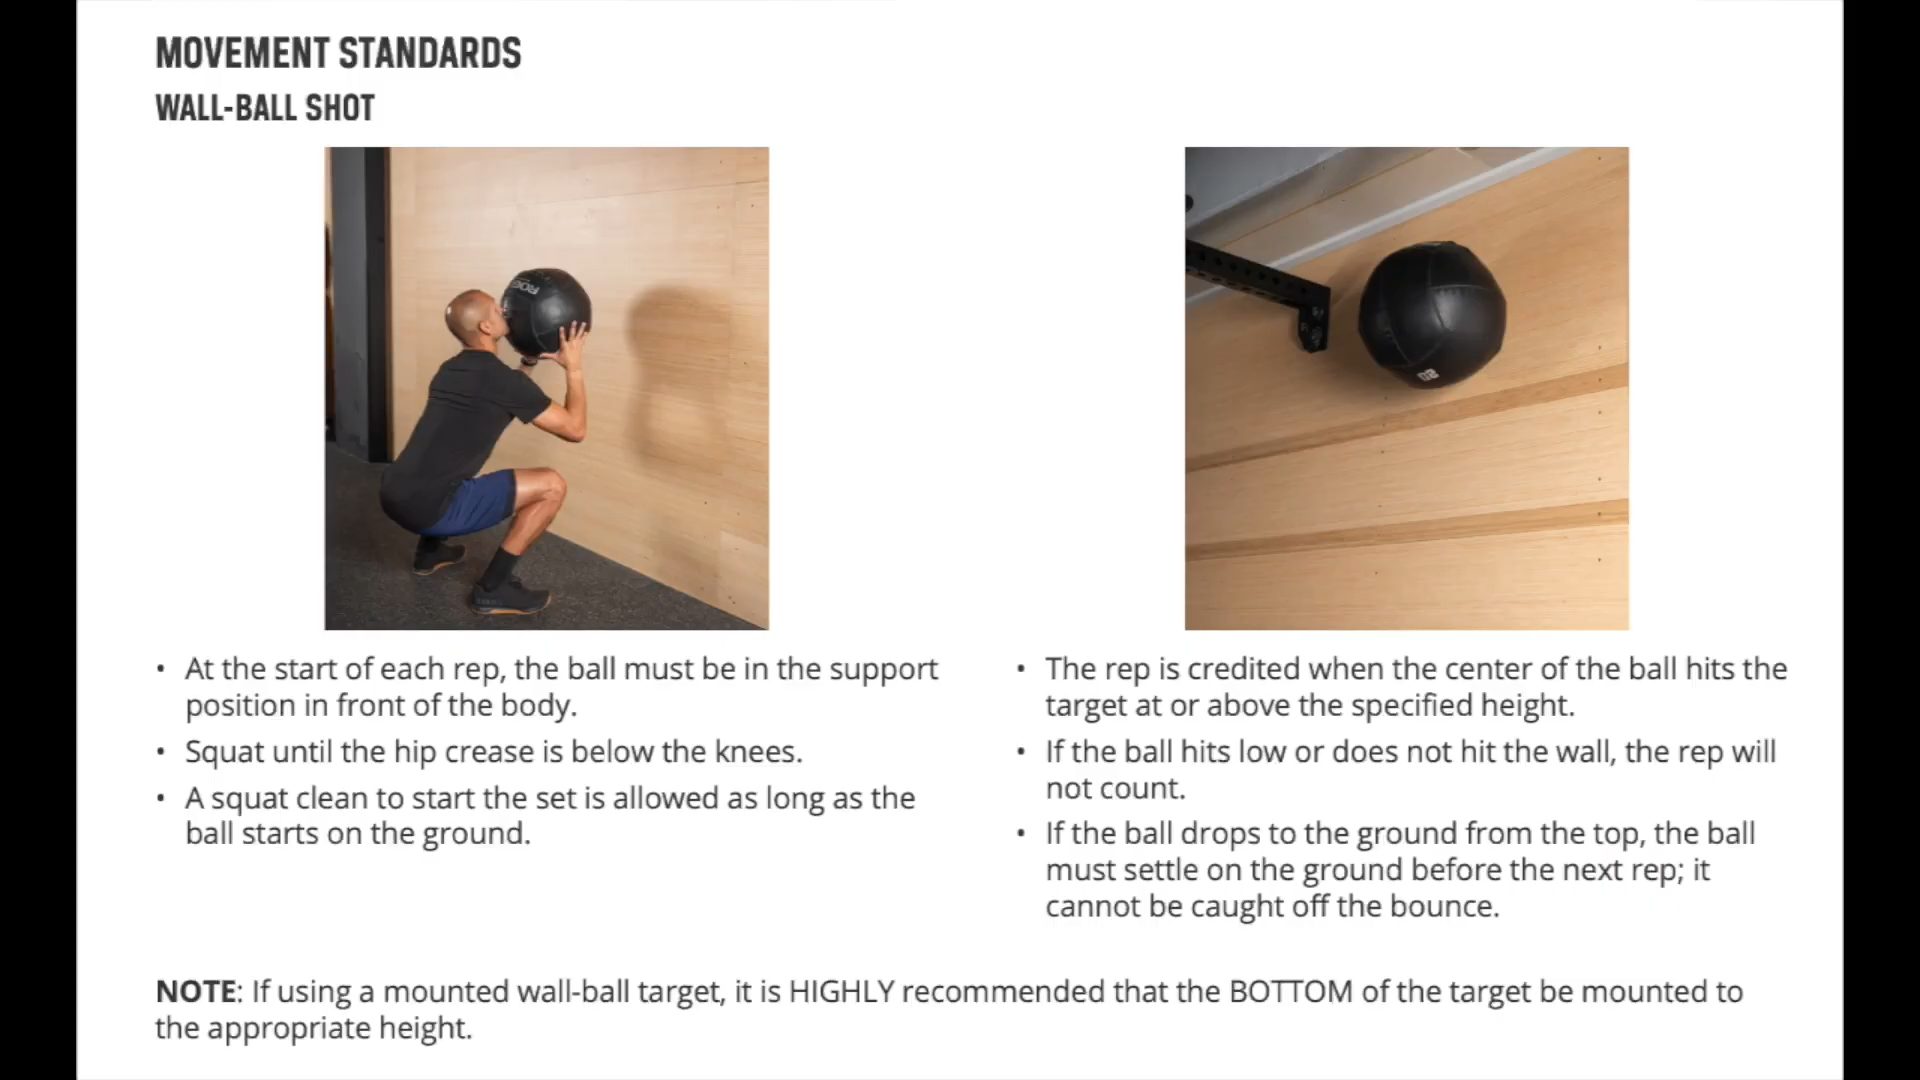 MOVEMENT STANDARDS
WALL-BALL SHOT
• At the start of each rep, the ball must be in the support
position in front of the body.
• Squat until the hip crease is below the knees.
• A squat clean to start the set is allowed as long as the
ball starts on the ground.
• The rep is credited when the center of the ball hits the
target at or above the specified height.
• If the ball hits low or does not hit the wall, the rep will
not count.
• If the ball drops to the ground from the top, the ball
must settle on the ground before the next rep; it
cannot be caught off the bounce.
NOTE: If using a mounted wall-ball target, it is HIGHLY recommended that the BOTTOM of the target be mounted to
the appropriate height.